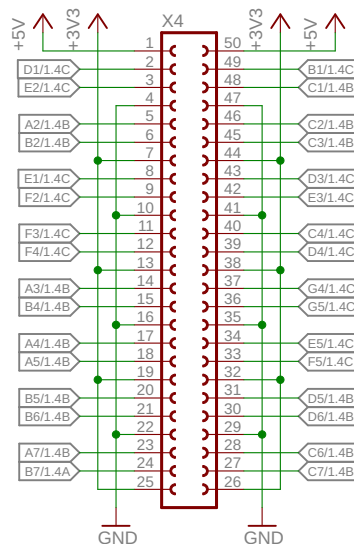 +5V +3V3 X4 +3V3 +5V
1 50
D1/1.4C 2 49 B1/1.4C
E2/1.4C 3 48 C1/1.4B
4 47
A2/1.4B 5 46 C2/1.4B
B2/1.4B 6 45 C3/1.4B
7 44
E1/1.4C 8 43 D3/1.4C
F2/1.4C 9 42 E3/1.4C
10 41
F3/1.4C 11 40 C4/1.4C
F4/1.4C 12 39 D4/1.4C
13 38
A3/1.4B 14 37 G4/1.4C
B4/1.4B 15 36 G5/1.4C
16 35
A4/1.4B 17 34 E5/1.4C
A5/1.4B 18 33 F5/1.4C
19 32
B5/1.4B 20 31 D5/1.4B
B6/1.4B 21 30 D6/1.4B
22 29
A7/1.4B 23 28 C6/1.4B
B7/1.4A 24 27 C7/1.4B
25 26
GND GND